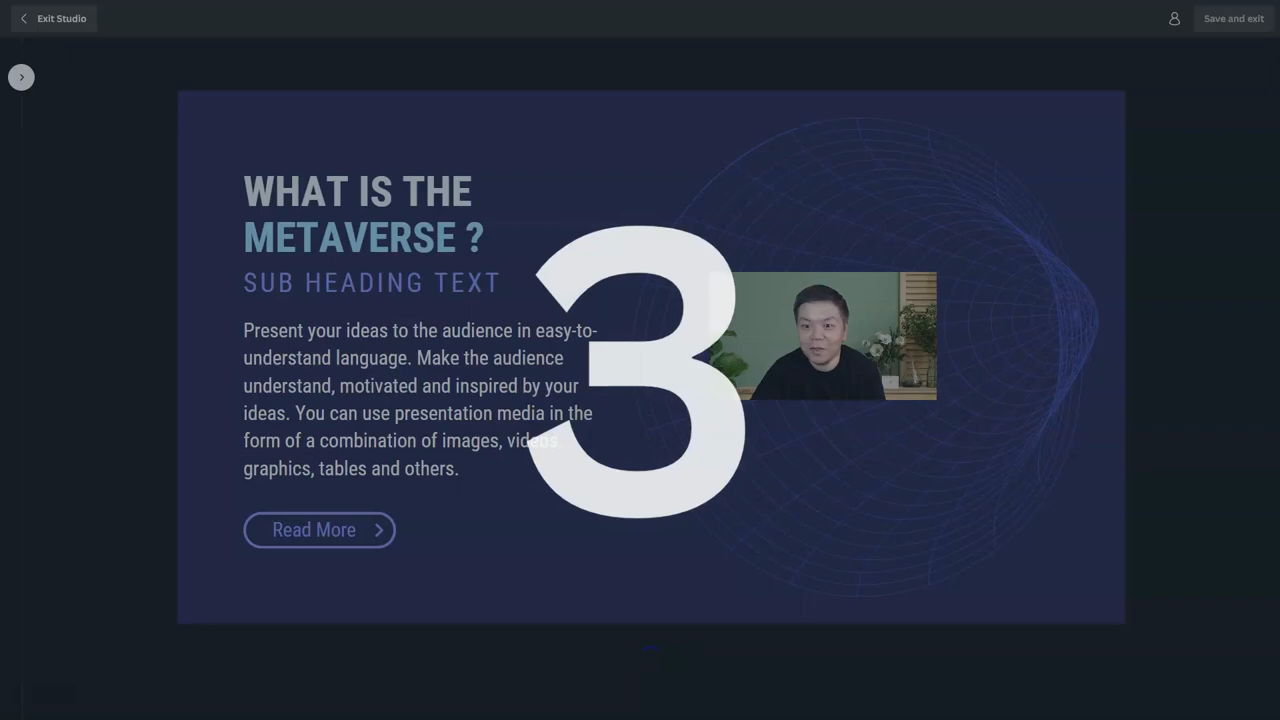 Exit Studio
Save and exit
WHAT IS THE
METAVERSE ?
SUB HEADING TEXT
Present your ideas to the audience in easy-to-
understand language. Make the audience
understand, motivated and inspired by your
ideas. You can use presentation media in the
form of a combination of images, videos
graphics, tables and others.
Read More
3